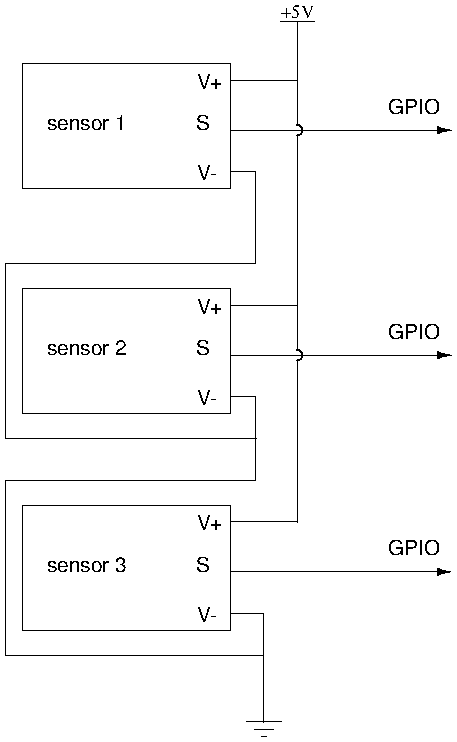 +5V
V+
GPIO
sensor 1
S
V-
V+
GPIO
sensor 2
S
V-
V+
GPIO
sensor 3
S
V-